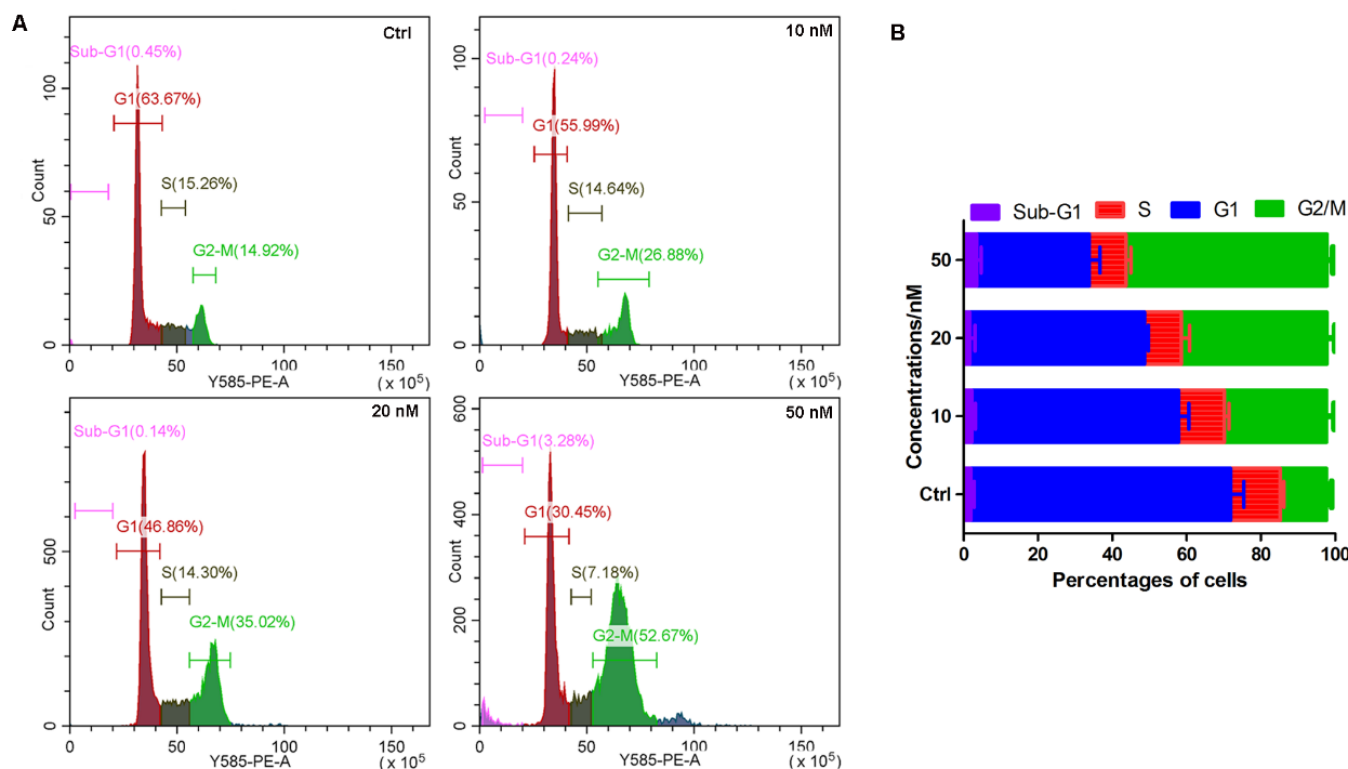 A
Ctrl
Sub-G1(0.45%)
G1(63.67%)
S(15.26%)
G2-M(14.92%)
Count
0
50
100
0
50
100
150
Y585-PE-A
(x 10⁵)
10 nM
Sub-G1(0.24%)
G1(55.99%)
S(14.64%)
G2-M(26.88%)
Count
0
50
100
0
50
100
150
Y585-PE-A
(x 10⁵)
20 nM
Sub-G1(0.14%)
G1(46.86%)
S(14.30%)
G2-M(35.02%)
Count
0
500
0
50
100
150
Y585-PE-A
(x 10⁵)
50 nM
Sub-G1(3.28%)
G1(30.45%)
S(7.18%)
G2-M(52.67%)
Count
0
200
400
600
0
50
100
150
Y585-PE-A
(x 10⁵)
B
Sub-G1 S G1 G2/M
Concentrations/nM
50
20
10
Ctrl
0 20 40 60 80 100
Percentages of cells